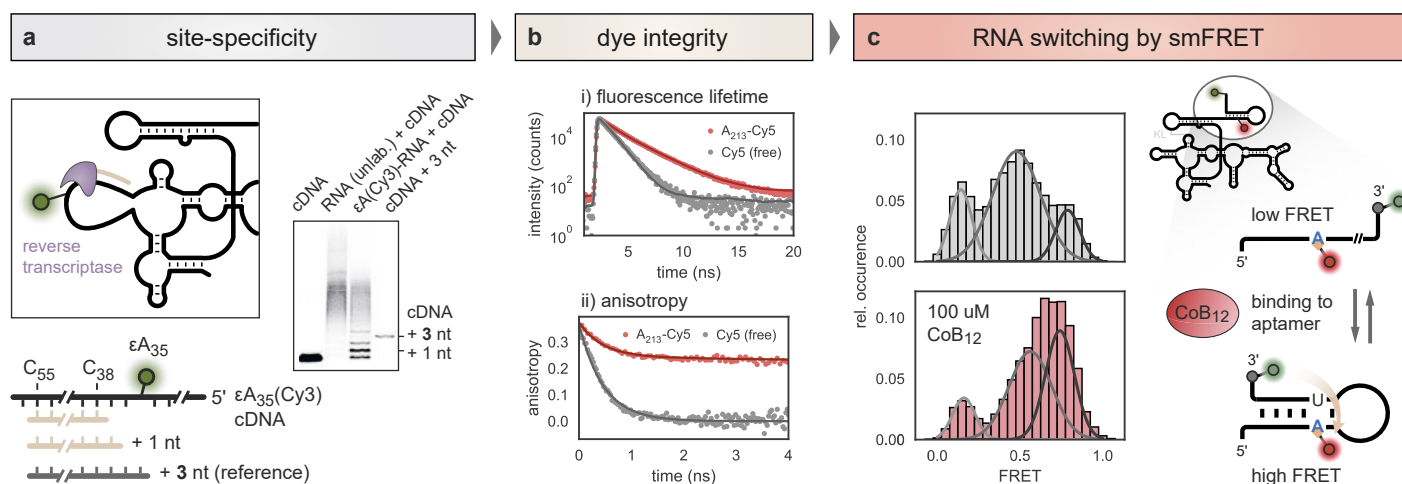 a site-specificity
b dye integrity
c RNA switching by smFRET
reverse
transcriptase
cDNA
RNA (unlab.) + cDNA
εA(Cy3)-RNA + cDNA
cDNA + 3 nt
cDNA
+ 3 nt
+ 1 nt
εA35
C55 C38
5' εA35(Cy3)
cDNA
+ 1 nt
+ 3 nt (reference)
i) fluorescence lifetime
intensity (counts)
10^4
10^2
10^0
A213-Cy5
Cy5 (free)
5 10 15 20
time (ns)
ii) anisotropy
anisotropy
0.3
0.2
0.1
0.0
A213-Cy5 Cy5 (free)
0 1 2 3 4
time (ns)
rel. occurence
0.10
0.05
0.00
100 uM
CoB12
0.10
0.05
0.00
0.0 0.5 1.0
FRET
KL
3'
low FRET
A
5'
CoB12
binding to
aptamer
3'
U
A
5'
high FRET